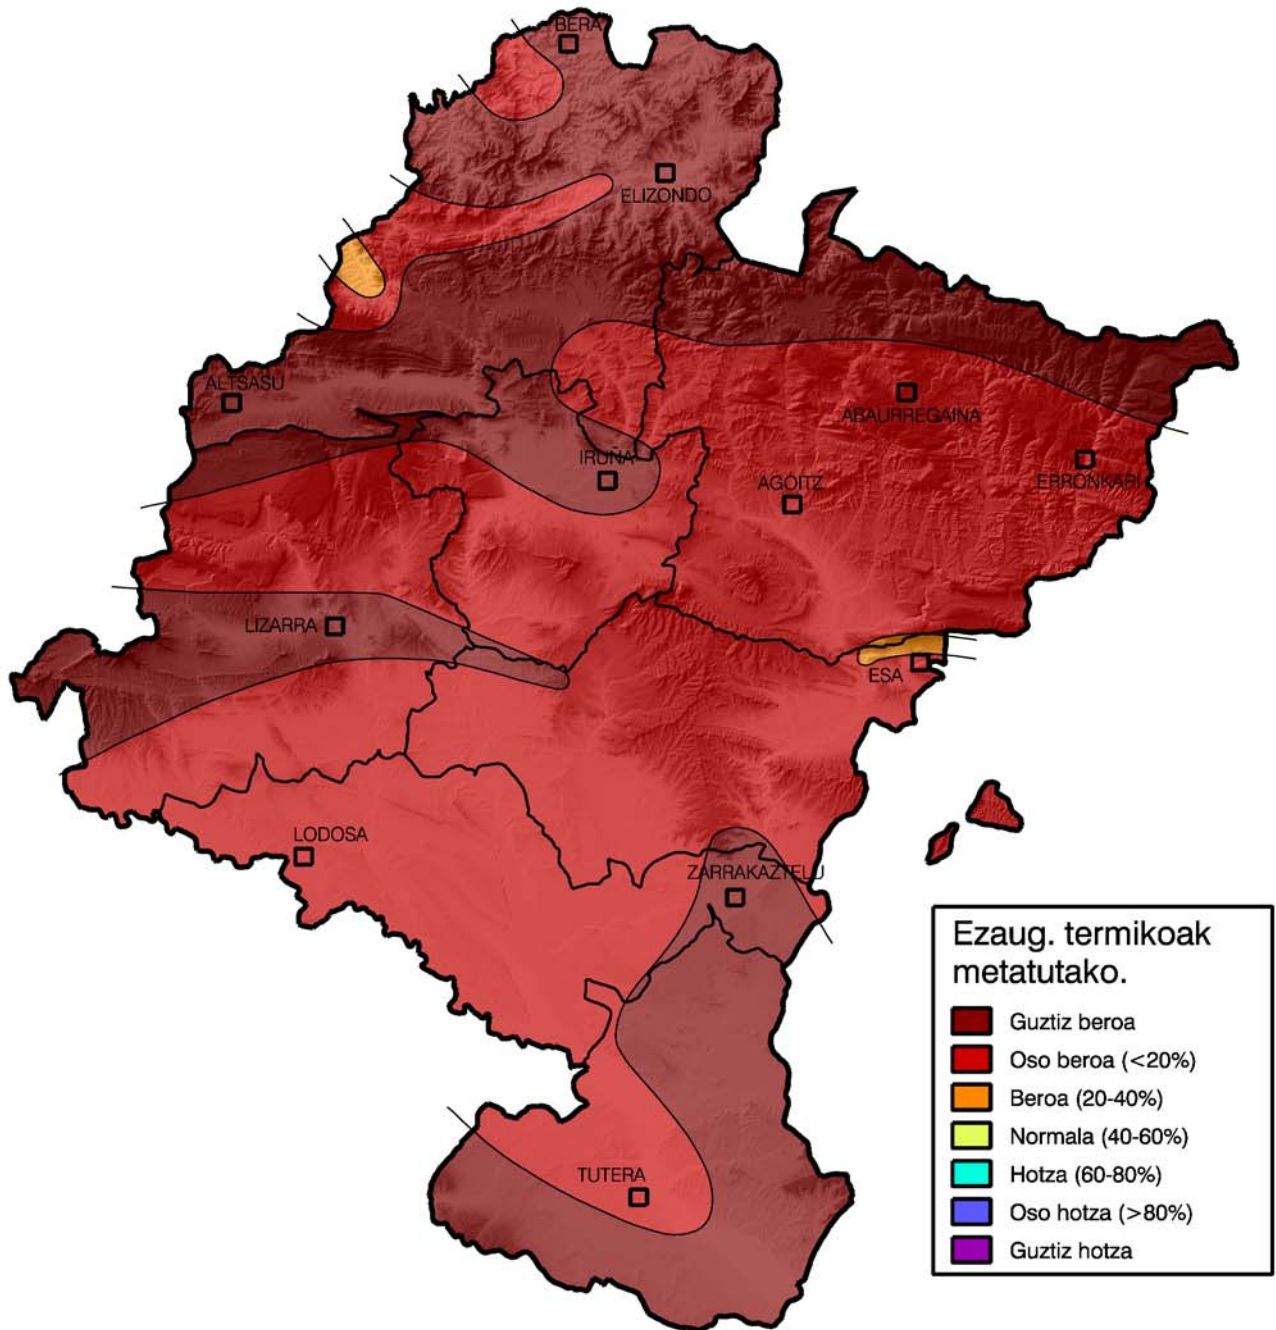 BERA
ELIZONDO
ALTSASU
ABAURREGAINA
IRUÑA
AGOITZ
ERRONKARI
LIZARRA
ESA
LODOSA
ZARRAKAZTELU
TUTERA
Ezaug. termikoak
metatutako.
Guztiz beroa
Oso beroa (<20%)
Beroa (20-40%)
Normala (40-60%)
Hotza (60-80%)
Oso hotza (>80%)
Guztiz hotza